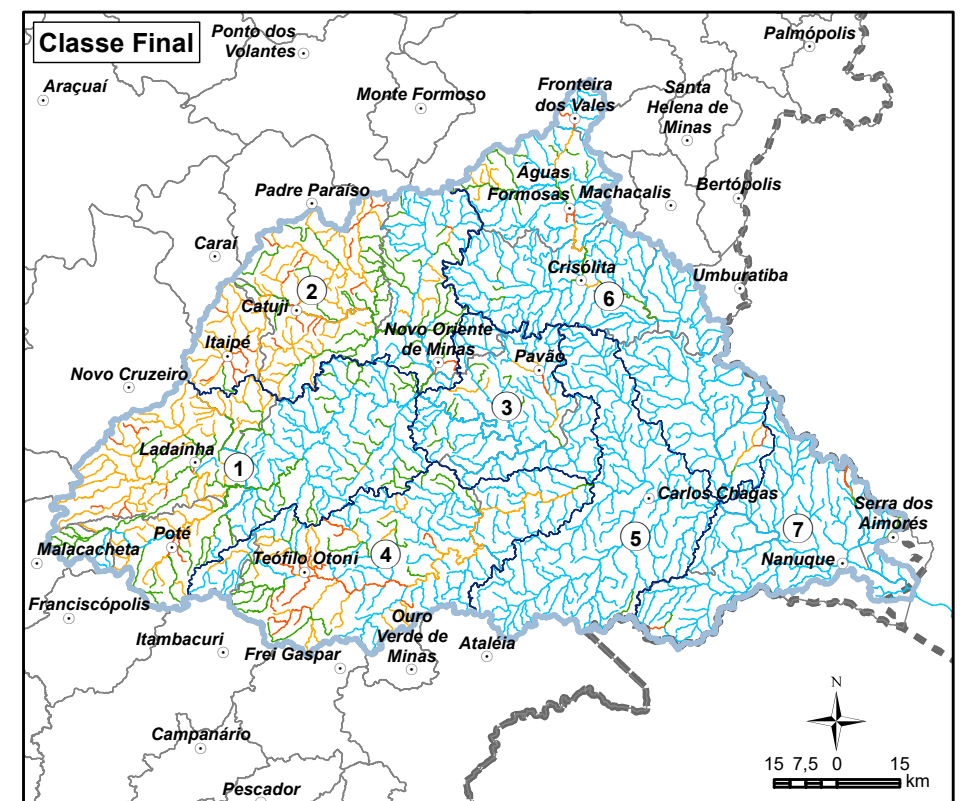 Classe Final
Ponto dos
Volantes
Palmópolis
Araçuaí
Monte Formoso
Fronteira
dos Vales
Santa
Helena de
Minas
Águas
Formosas
Machacalis
Bertópolis
Padre Paraíso
Caraí
Crisólita
Umburatiba
2
6
Catuji
Itaipé
Novo Oriente
de Minas
Pavão
Novo Cruzeiro
3
Ladainha
1
Carlos Chagas
Serra dos
Aimorés
Poté
4
5
7
Malacacheta
Teófilo Otoni
Nanuque
Franciscópolis
Itambacuri
Ouro
Verde de
Minas
Ataléia
Frei Gaspar
N
Campanário
15 7,5 0 15
km
Pescador